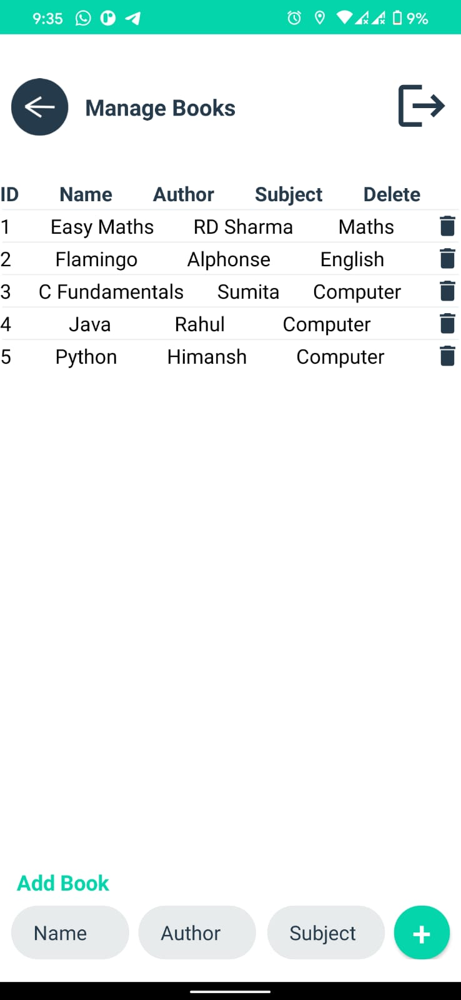 9:35 9%
Manage Books
ID Name Author Subject Delete
1 Easy Maths RD Sharma Maths
2 Flamingo Alphonse English
3 C Fundamentals Sumita Computer
4 Java Rahul Computer
5 Python Himansh Computer
Add Book
Name Author Subject +